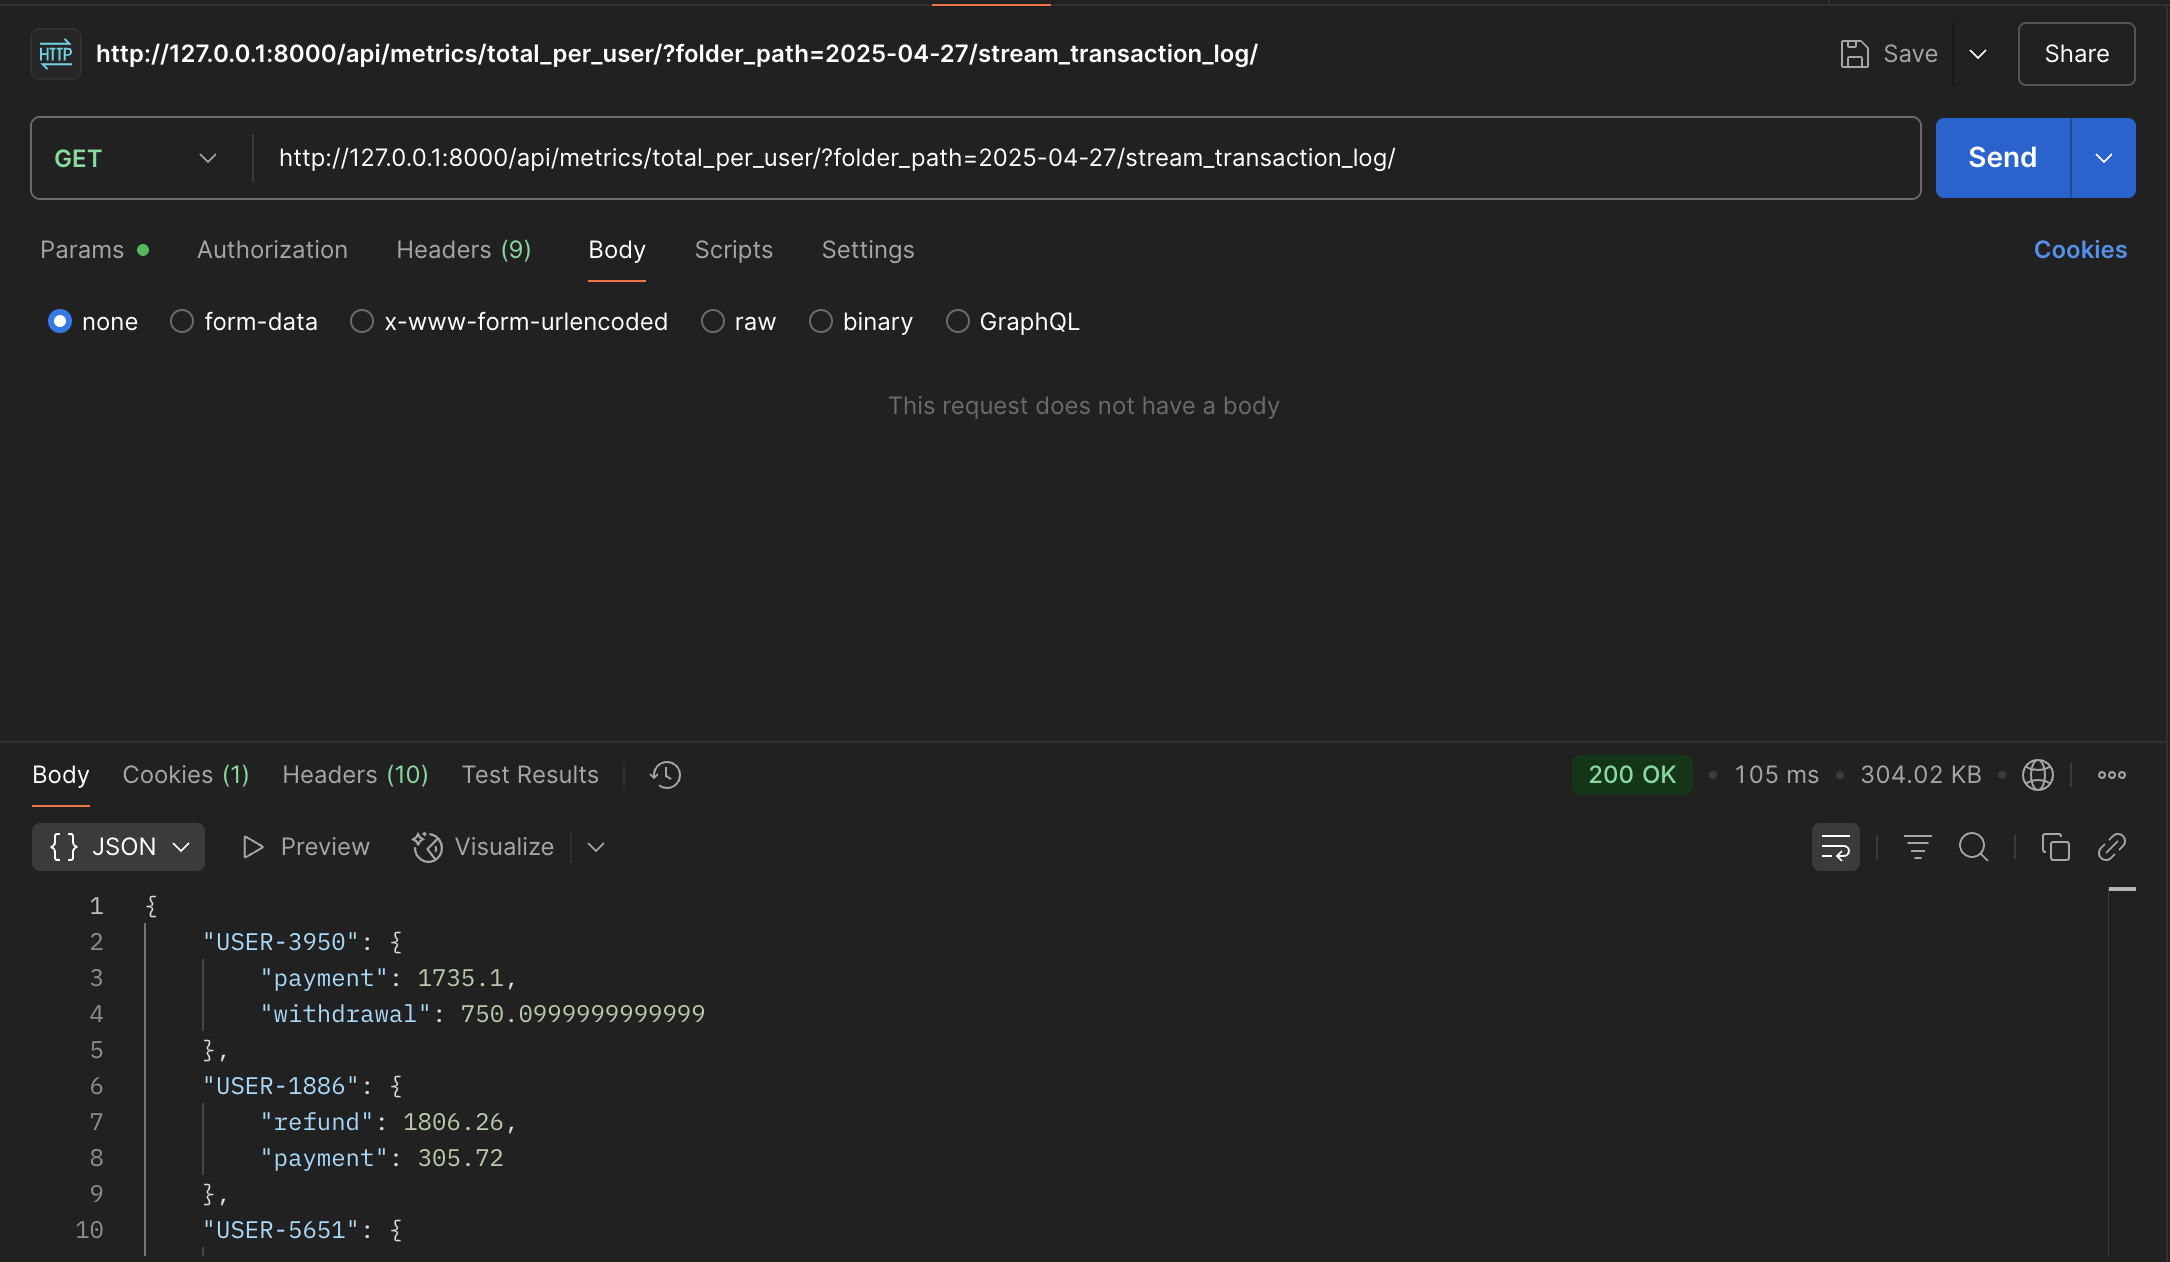 HTTP http://127.0.0.1:8000/api/metrics/total_per_user/?folder_path=2025-04-27/stream_transaction_log/ Save Share
GET http://127.0.0.1:8000/api/metrics/total_per_user/?folder_path=2025-04-27/stream_transaction_log/ Send
Params Authorization Headers (9) Body Scripts Settings Cookies
none form-data x-www-form-urlencoded raw binary GraphQL
This request does not have a body
Body Cookies (1) Headers (10) Test Results 200 OK • 105 ms • 304.02 KB •
{} JSON Preview Visualize
1 {
2 "USER-3950": {
3 "payment": 1735.1,
4 "withdrawal": 750.0999999999999
5 },
6 "USER-1886": {
7 "refund": 1806.26,
8 "payment": 305.72
9 },
10 "USER-5651": {